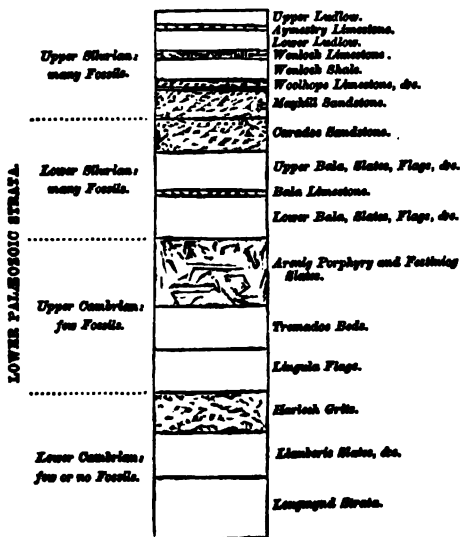 LOWER PALÆOZOIC STRATA.
Upper Silurian:
many Fossils.
Lower Silurian:
many Fossils.
Upper Cambrian:
few Fossils.
Lower Cambrian:
few or no Fossils.
Upper Ludlow.
Aymestry Limestone.
Lower Ludlow.
Wenlock Limestone.
Wenlock Shale.
Woolhope Limestone, &c.
Mayhill Sandstone.
Caradoc Sandstone.
Upper Bala, Slates, Flags, &c.
Bala Limestone.
Lower Bala, Slates, Flags, &c.
Arenig Porphyry and Festiniog
Slates.
Tremadoc Beds.
Lingula Flags.
Harlech Grits.
Llanberis Slates, &c.
Longmynd Strata.